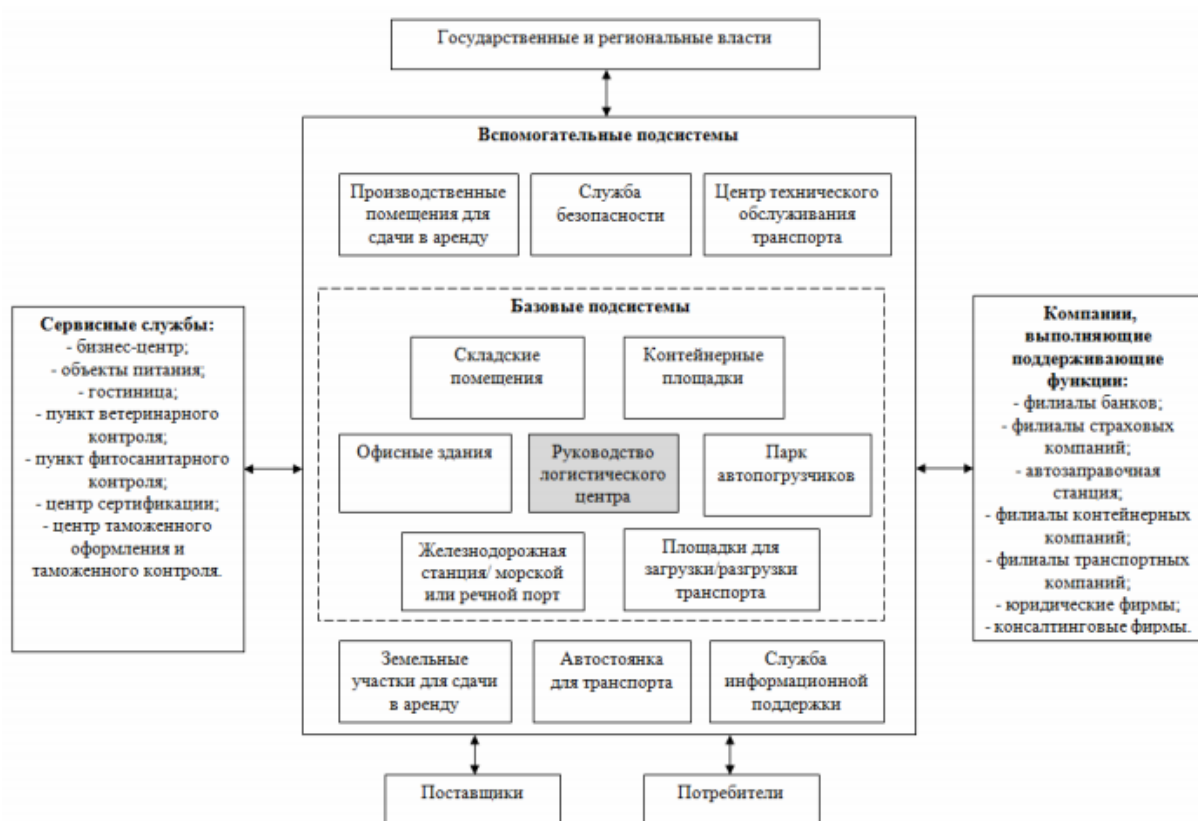 Государственные и региональные власти
Вспомогательные подсистемы
Производственные
помещения для
сдачи в аренду
Служба
безопасности
Центр технического
обслуживания
транспорта
Базовые подсистемы
Складские
помещения
Контейнерные
площадки
Офисные здания
Руководство
логистического
центра
Парк
автопогрузчиков
Железнодорожная
станция/ морской
или речной порт
Площадки для
загрузки/разгрузки
транспорта
Земельные
участки для сдачи
в аренду
Автостоянка
для транспорта
Служба
информационной
поддержки
Сервисные службы:
- бизнес-центр;
- объекты питания;
- гостиница;
- пункт ветеринарного
контроля;
- пункт фитосанитарного
контроля;
- центр сертификации;
- центр таможенного
оформления и
таможенного контроля.
Компании,
выполняющие
поддерживающие
функции:
- филиалы банков;
- филиалы страховых
компаний;
- автозаправочная
станция;
- филиалы контейнерных
компаний;
- филиалы транспортных
компаний;
- юридические фирмы;
- консалтинговые фирмы.
Поставщики
Потребители